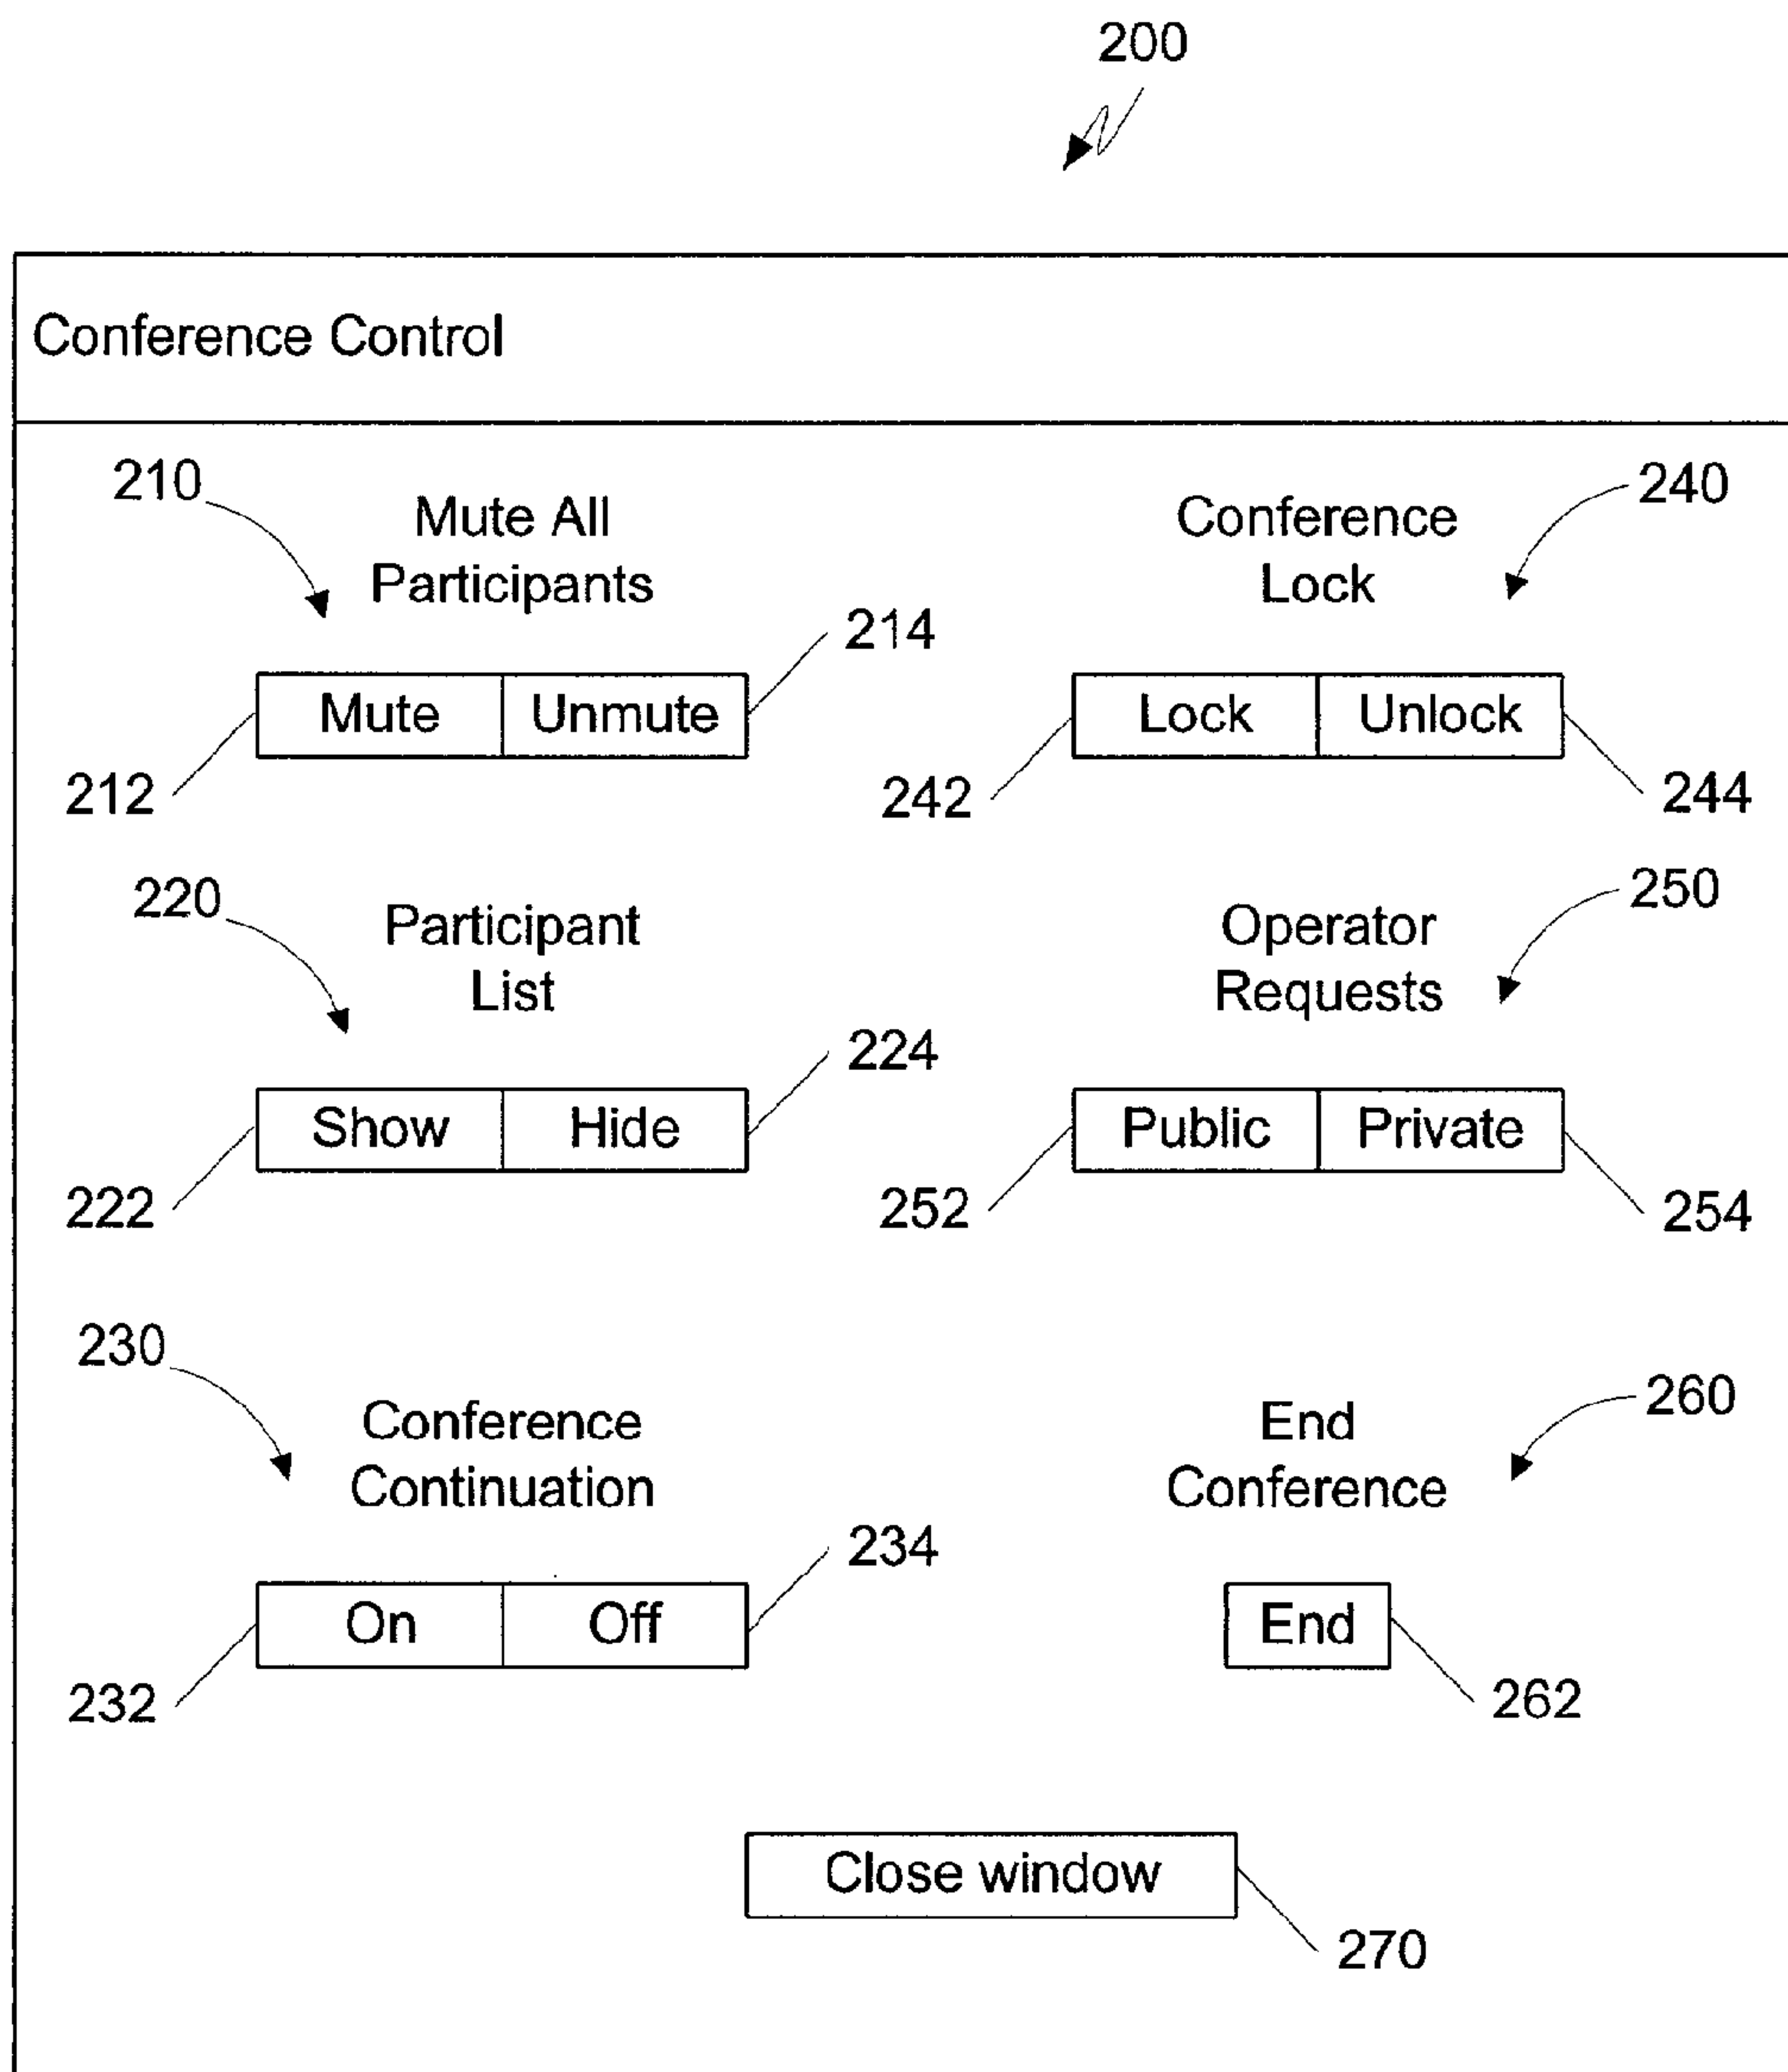 200
Conference Control
210
Mute All
Participants
214
Mute Unmute
212
Conference
Lock
240
Lock Unlock
242
244
220
Participant
List
224
Show Hide
222
Operator
Requests
250
Public Private
252
254
230
Conference
Continuation
234
On Off
232
End
Conference
260
End
262
Close window
270